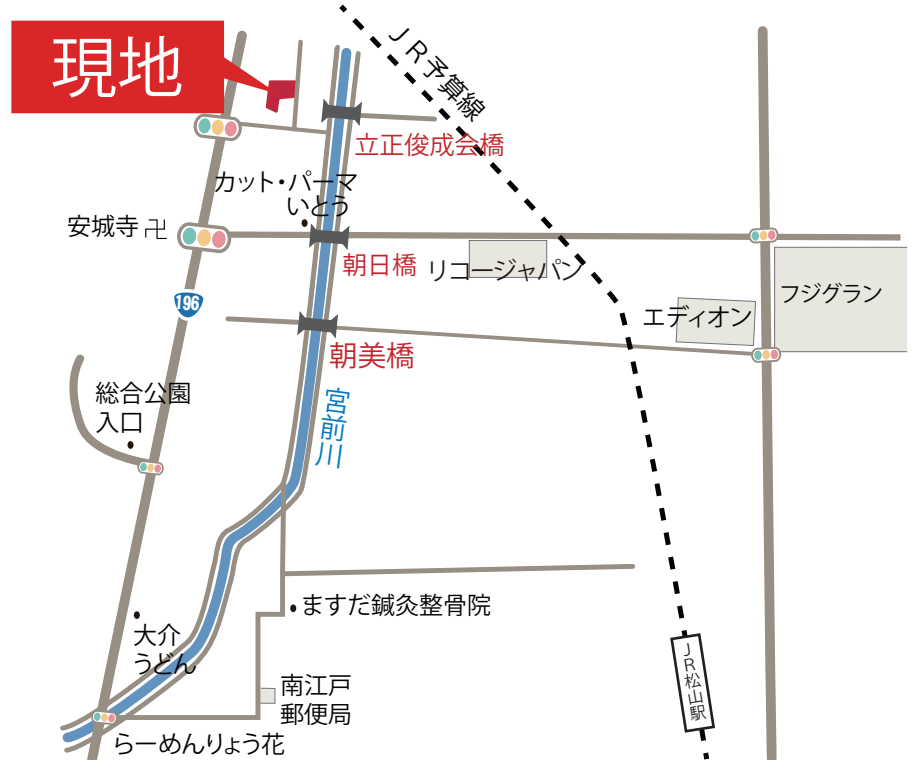 現地
JR予算線
立正俊成会橋
カット・パーマ
いとう
安城寺 卍
朝日橋
リコージャパン
フジグラン
196
エディオン
朝美橋
総合公園
入口
宮前川
ますだ鍼灸整骨院
大介
うどん
JR松山駅
南江戸
郵便局
らーめんりょう花